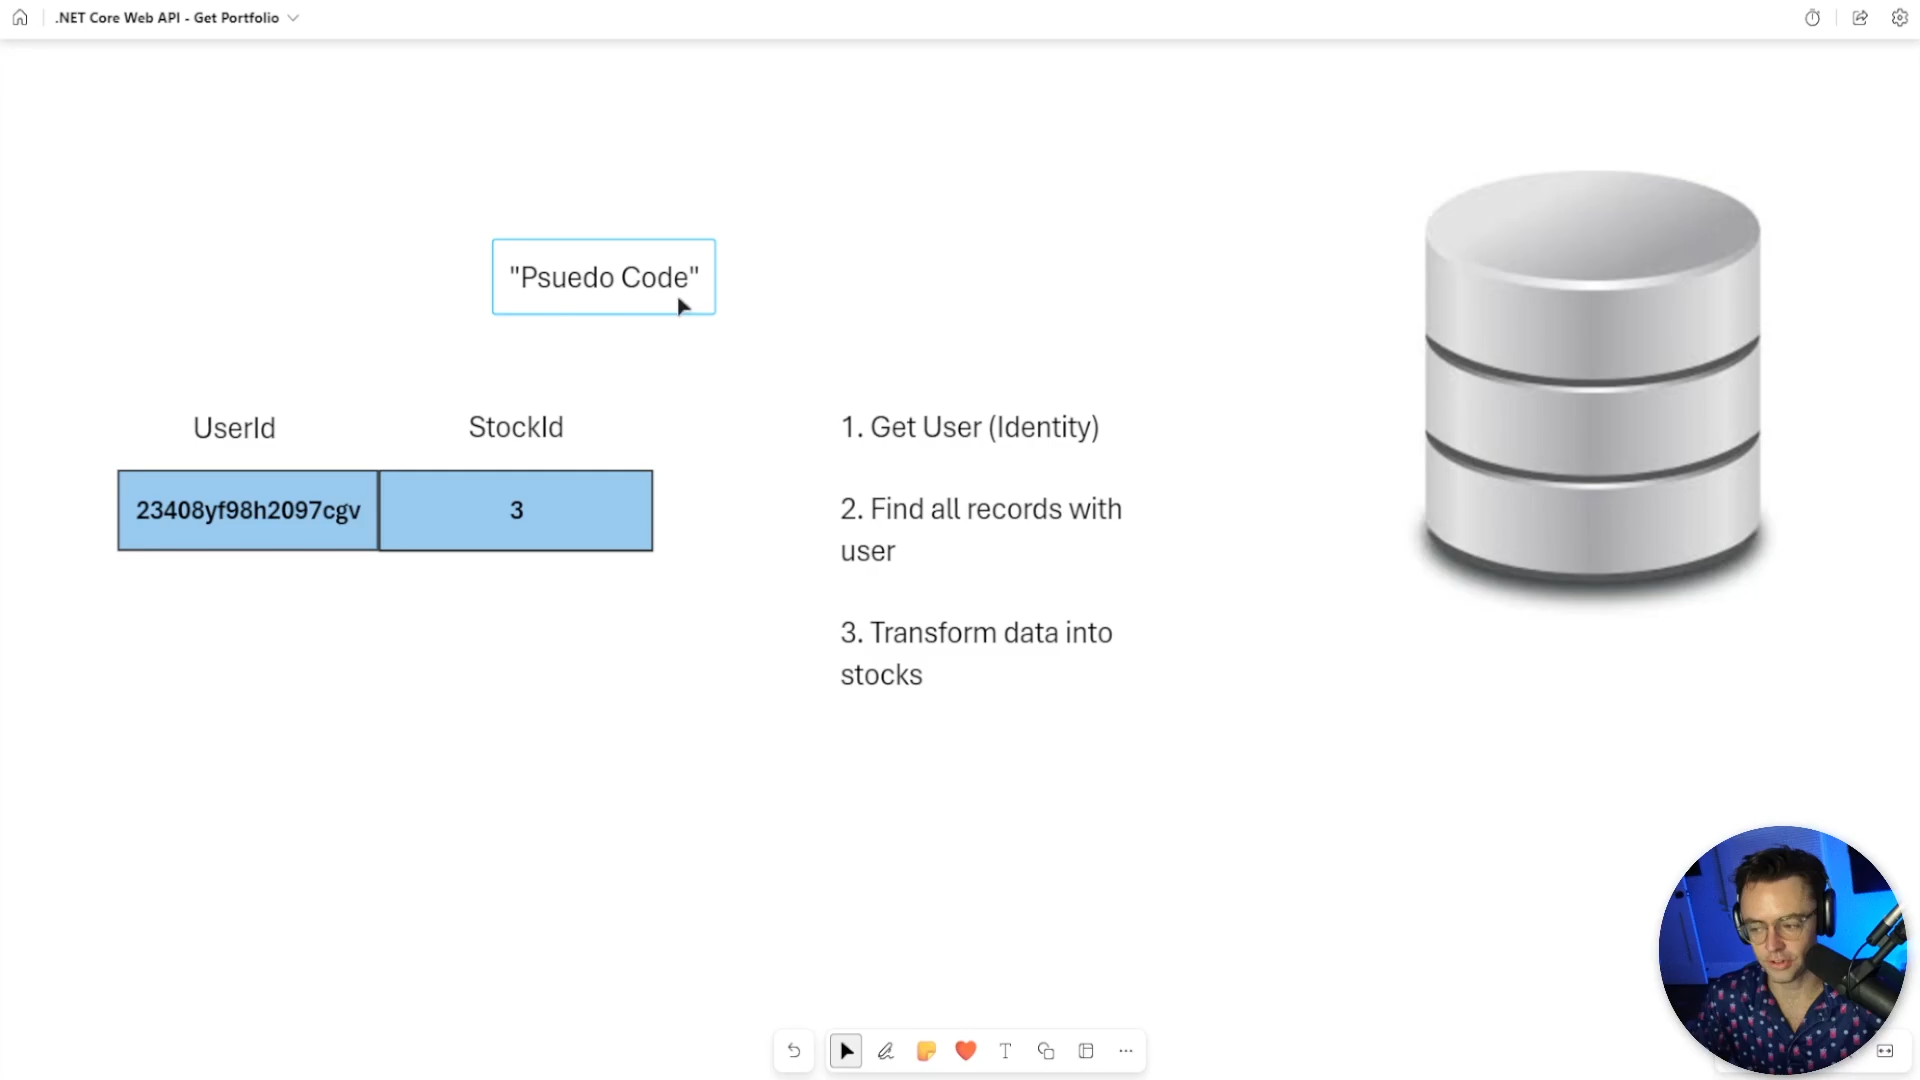 .NET Core Web API - Get Portfolio
"Psuedo Code"
UserId
StockId
23408yf98h2097cgv
3
1. Get User (Identity)
2. Find all records with
user
3. Transform data into
stocks